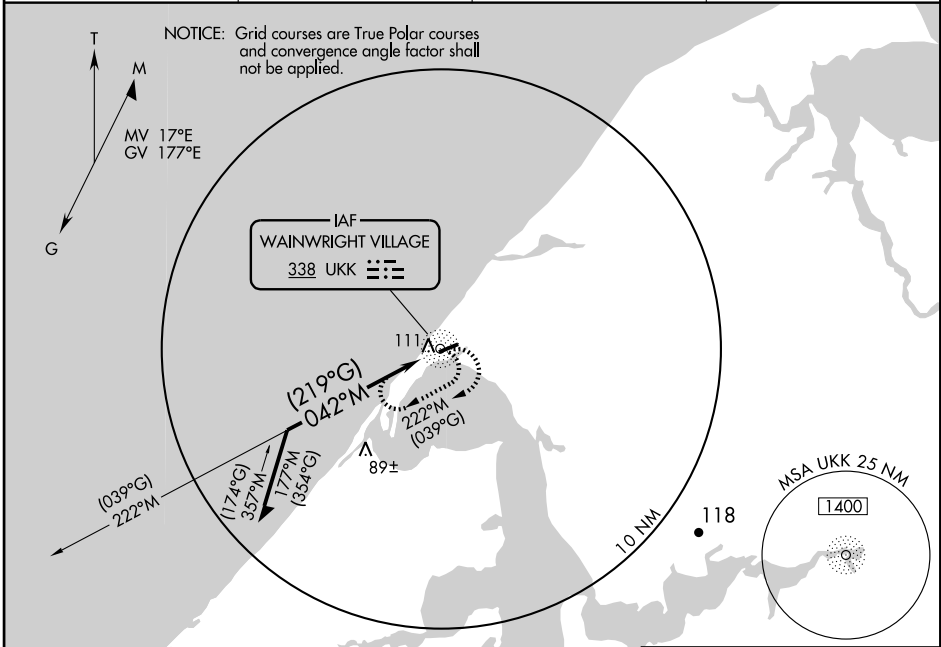 NOTICE: Grid courses are True Polar courses
and convergence angle factor shall
not be applied.
T
M
MV 17°E
GV 177°E
G
IAF
WAINWRIGHT VILLAGE
338 UKK
111
(219°G)
042°M
222°M
(039°G)
89±
(174°G)
357°M
177°M
(354°G)
(039°G)
222°M
10 NM
118
MSA UKK 25 NM
1400